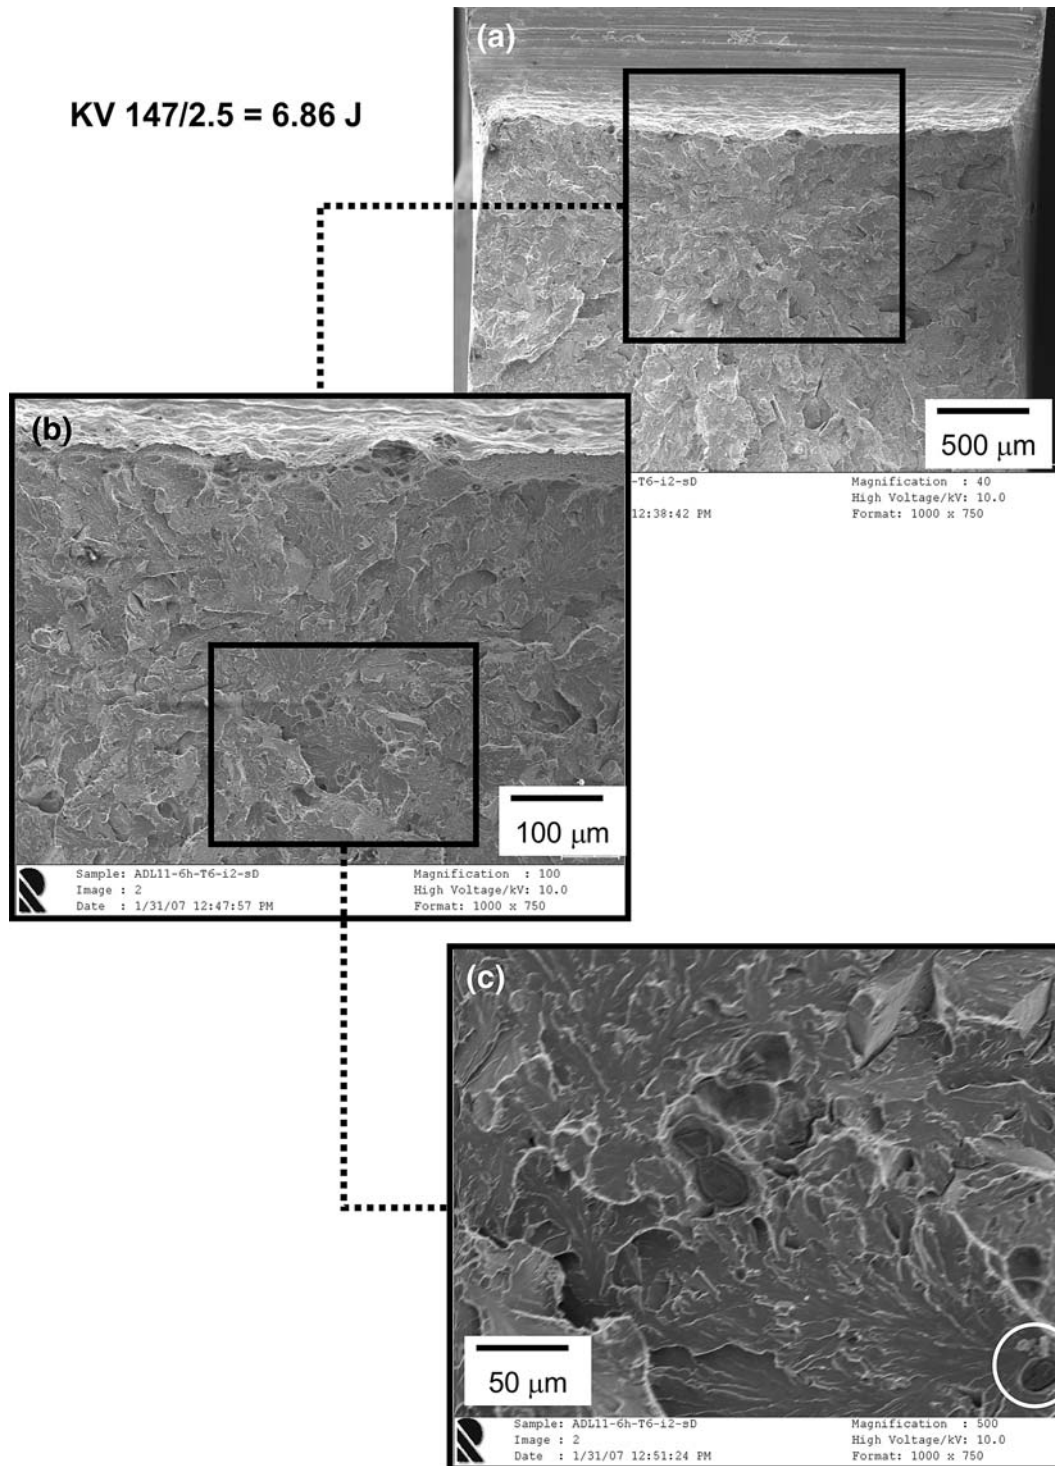 (a)
KV 147/2.5 = 6.86 J
500 μm
-T6-i2-sD Magnification : 40
High Voltage/kV: 10.0
12:38:42 PM Format: 1000 x 750
(b)
100 μm
Sample: ADL11-6h-T6-i2-sD Magnification : 100
Image : 2 High Voltage/kV: 10.0
Date : 1/31/07 12:47:57 PM Format: 1000 x 750
(c)
50 μm
Sample: ADL11-6h-T6-i2-sD Magnification : 500
Image : 2 High Voltage/kV: 10.0
Date : 1/31/07 12:51:24 PM Format: 1000 x 750